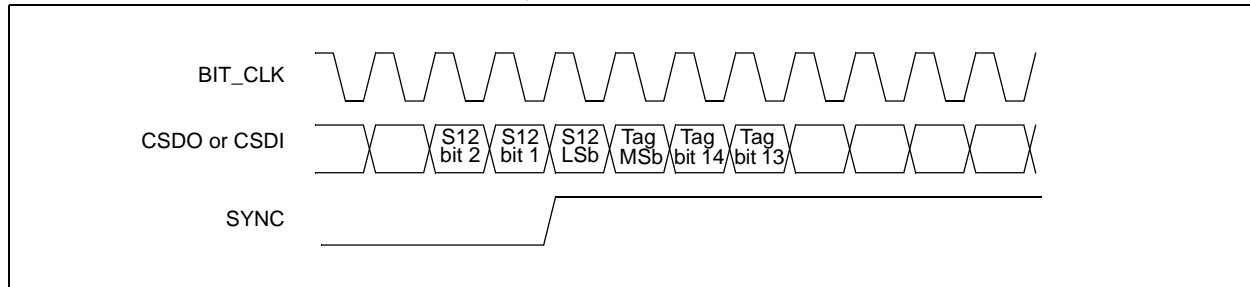 BIT_CLK
CSDO or CSDI
S12 bit 2
S12 bit 1
S12 LSb
Tag MSb
Tag bit 14
Tag bit 13
SYNC